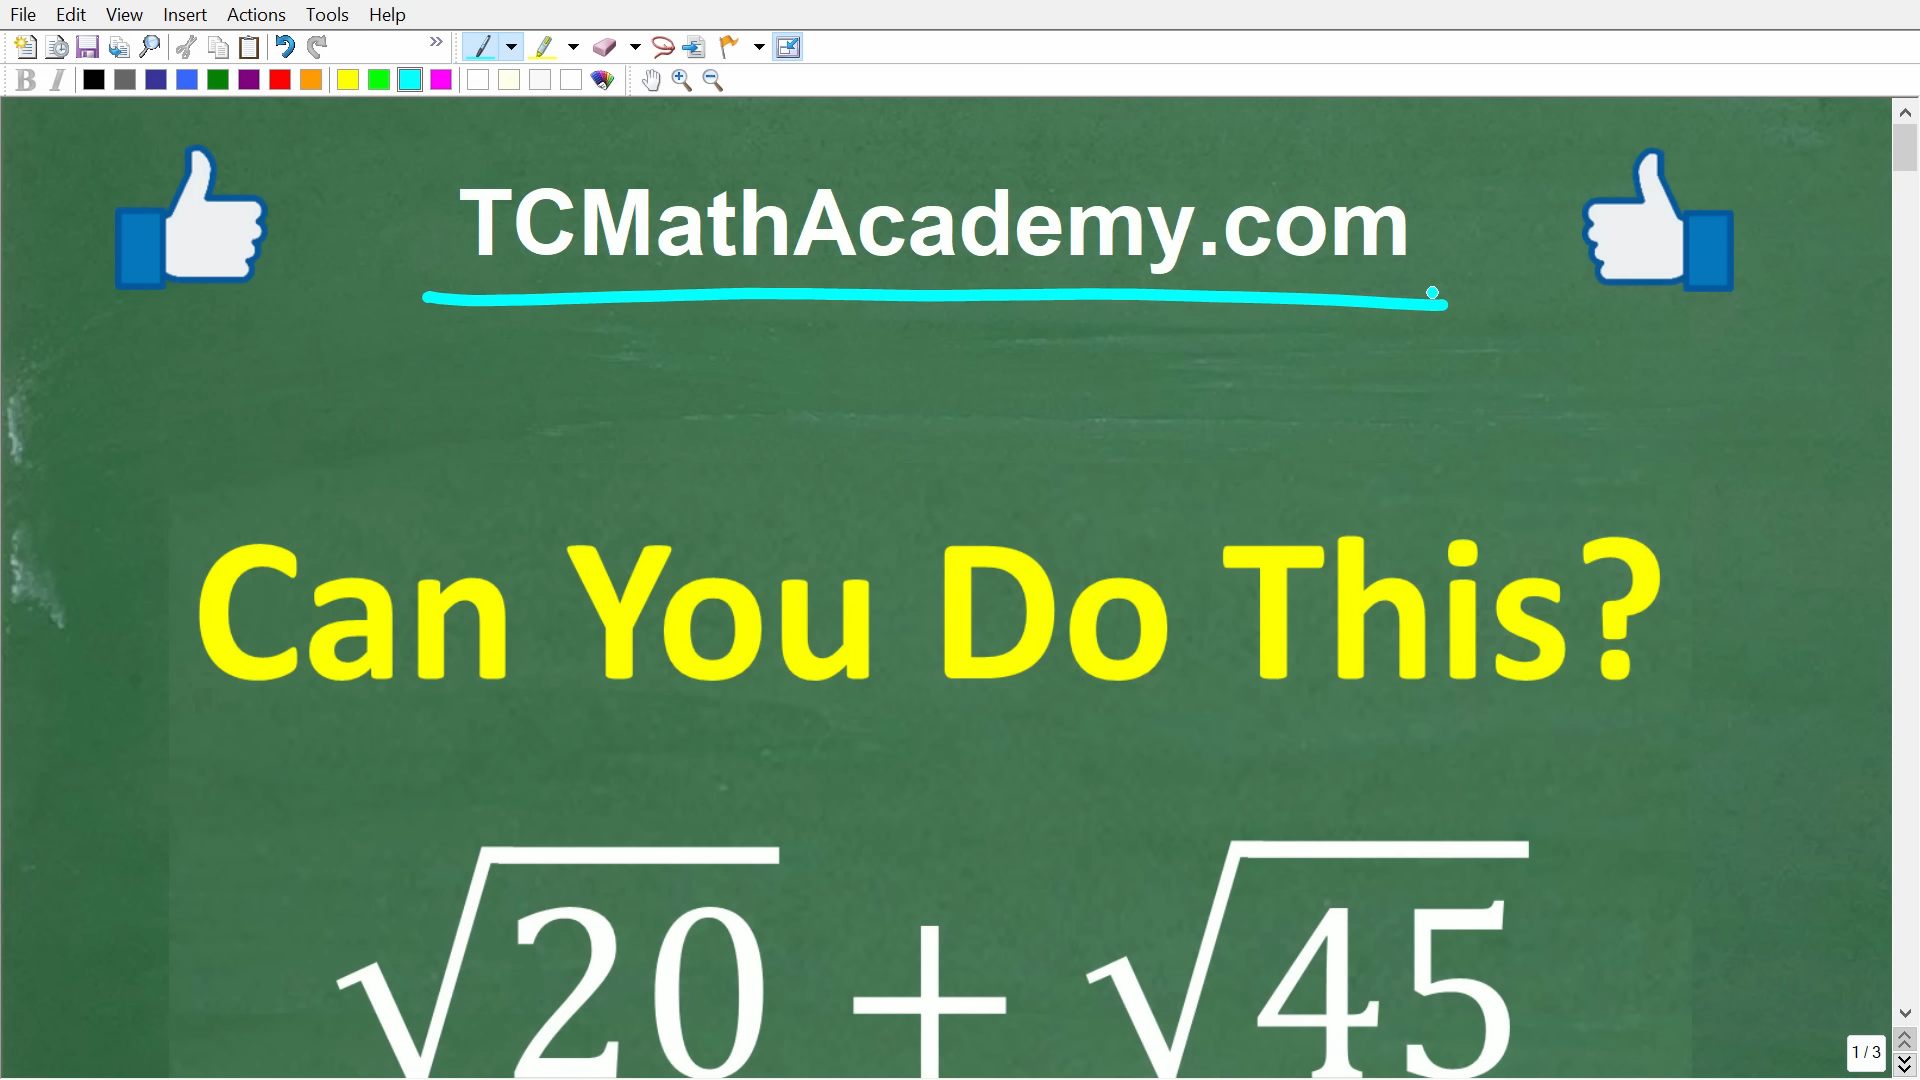 File Edit View Insert Actions Tools Help
B I
TCMathAcademy.com
Can You Do This?
√20 + √45
1 / 3